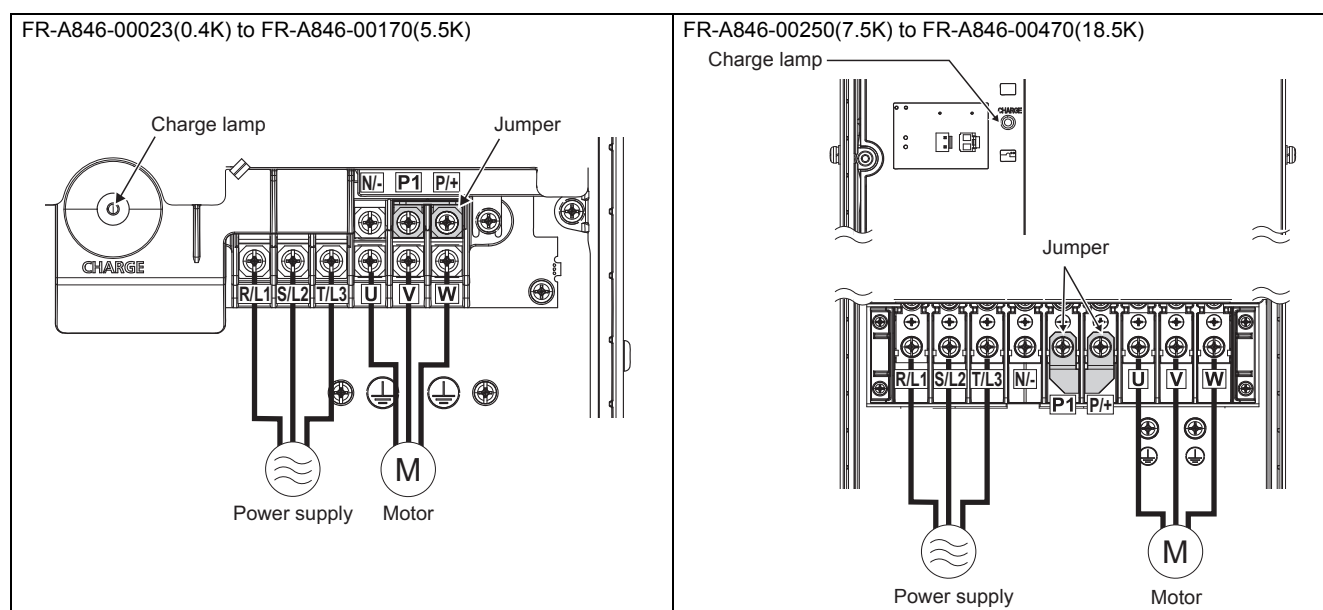 FR-A846-00023(0.4K) to FR-A846-00170(5.5K)
Charge lamp
Jumper
N/- P1 P/+
CHARGE
R/L1 S/L2 T/L3 U V W
M
Power supply Motor
FR-A846-00250(7.5K) to FR-A846-00470(18.5K)
Charge lamp
CHARGE
Jumper
R/L1 S/L2 T/L3 N/- P1 P/+ U V W
M
Power supply Motor